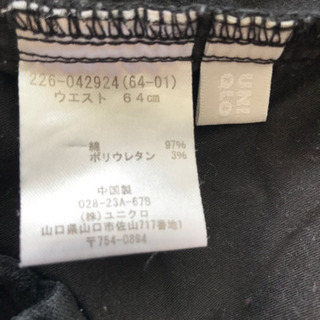 226-042924(64-01)
ウエスト 64cm
綿 97%
ポリウレタン 3%
中国製
028-23A-67B
(株)ユニクロ
山口県山口市佐山717番地1
〒754-0894
UNI
QLO